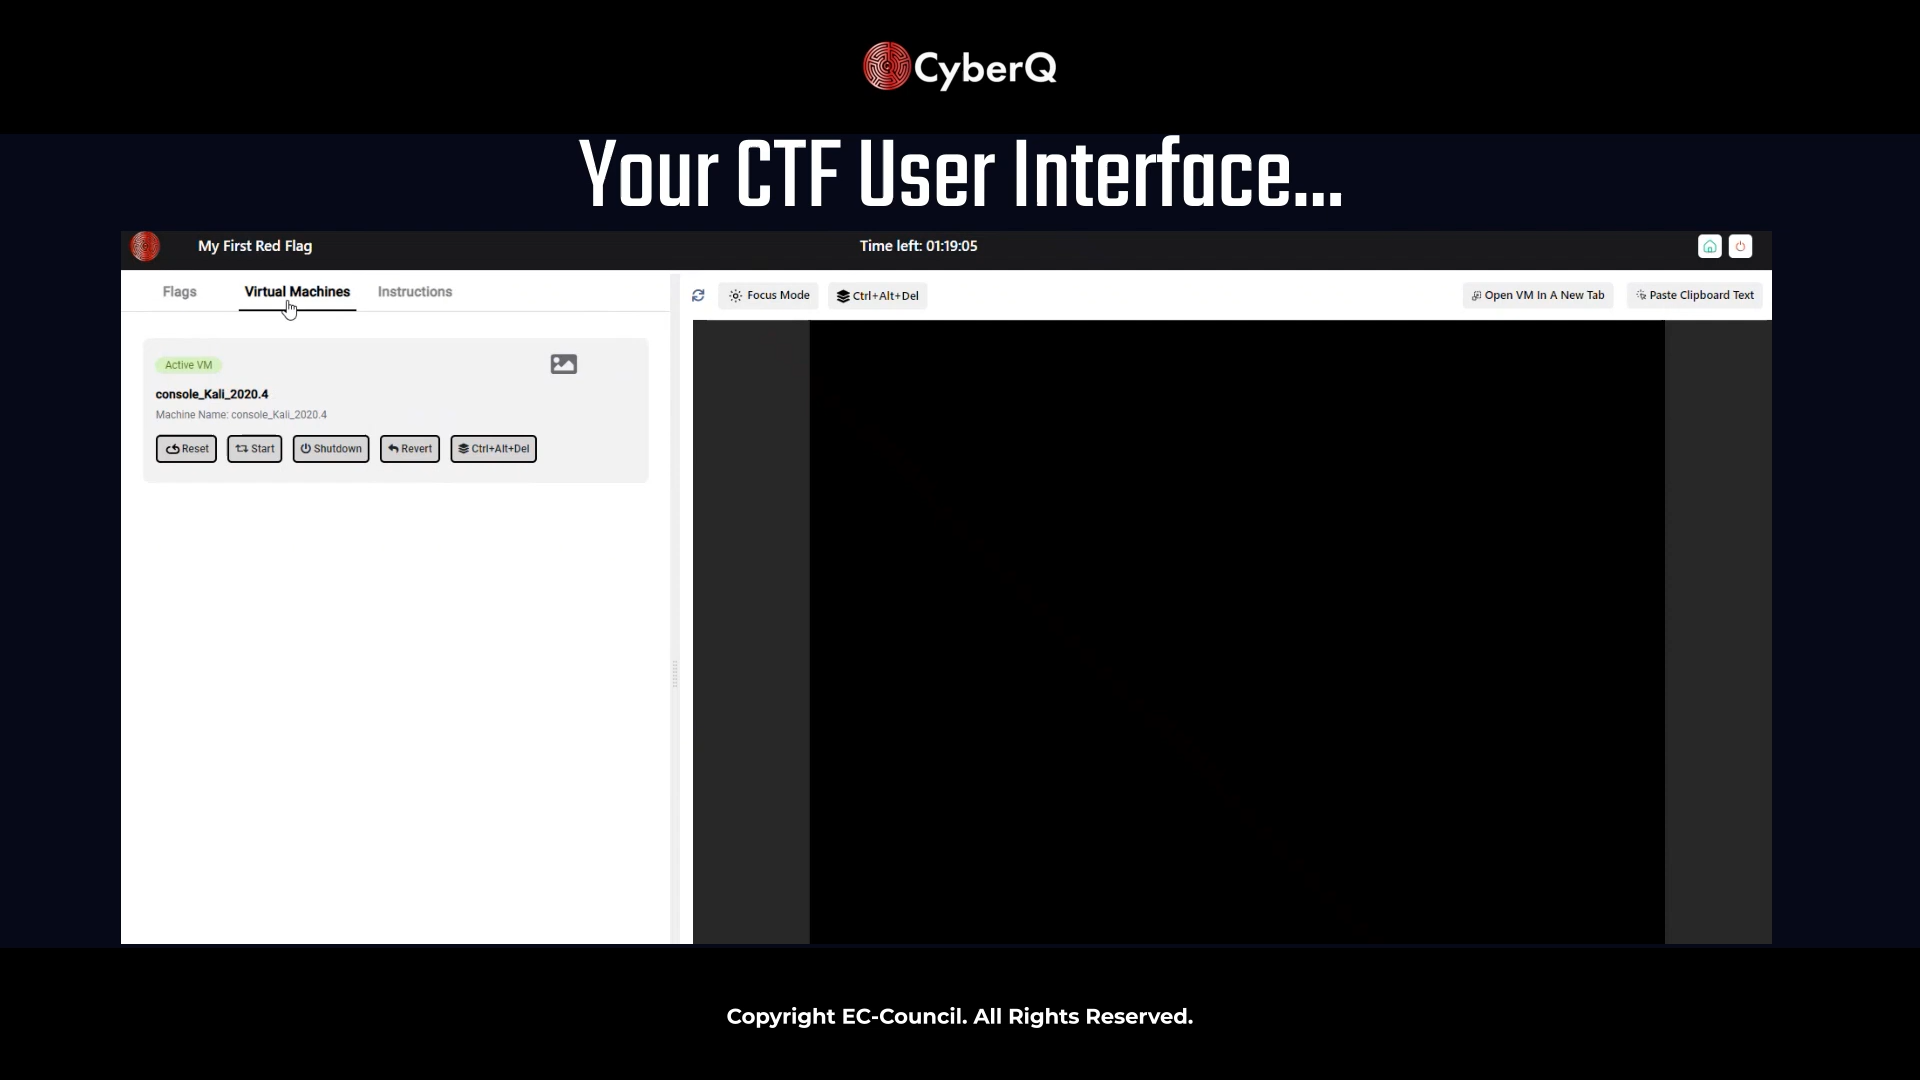 CyberQ
Your CTF User Interface...
My First Red Flag
Time left: 01:19:05
Flags
Virtual Machines
Instructions
Focus Mode
Ctrl+Alt+Del
Open VM In A New Tab
Paste Clipboard Text
Active VM
console_Kali_2020.4
Machine Name: console_Kali_2020.4
Reset
Start
Shutdown
Revert
Ctrl+Alt+Del
Copyright EC-Council. All Rights Reserved.